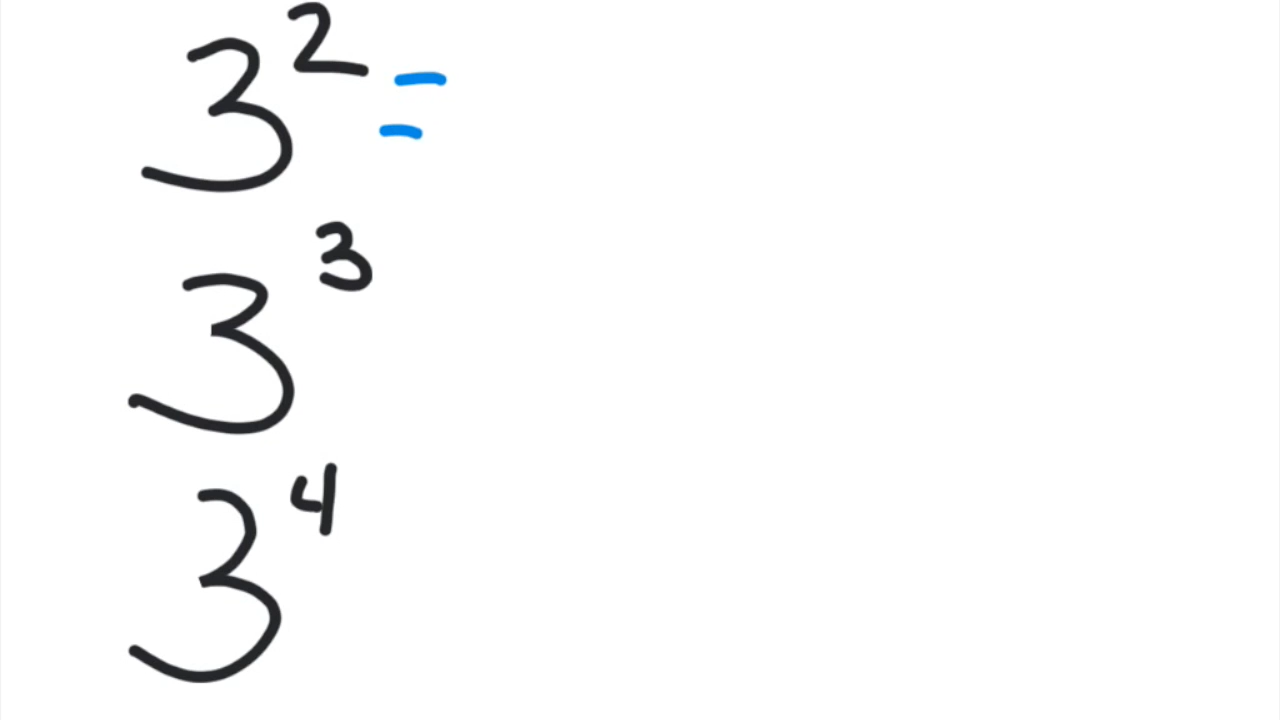 3² =
3³
3⁴